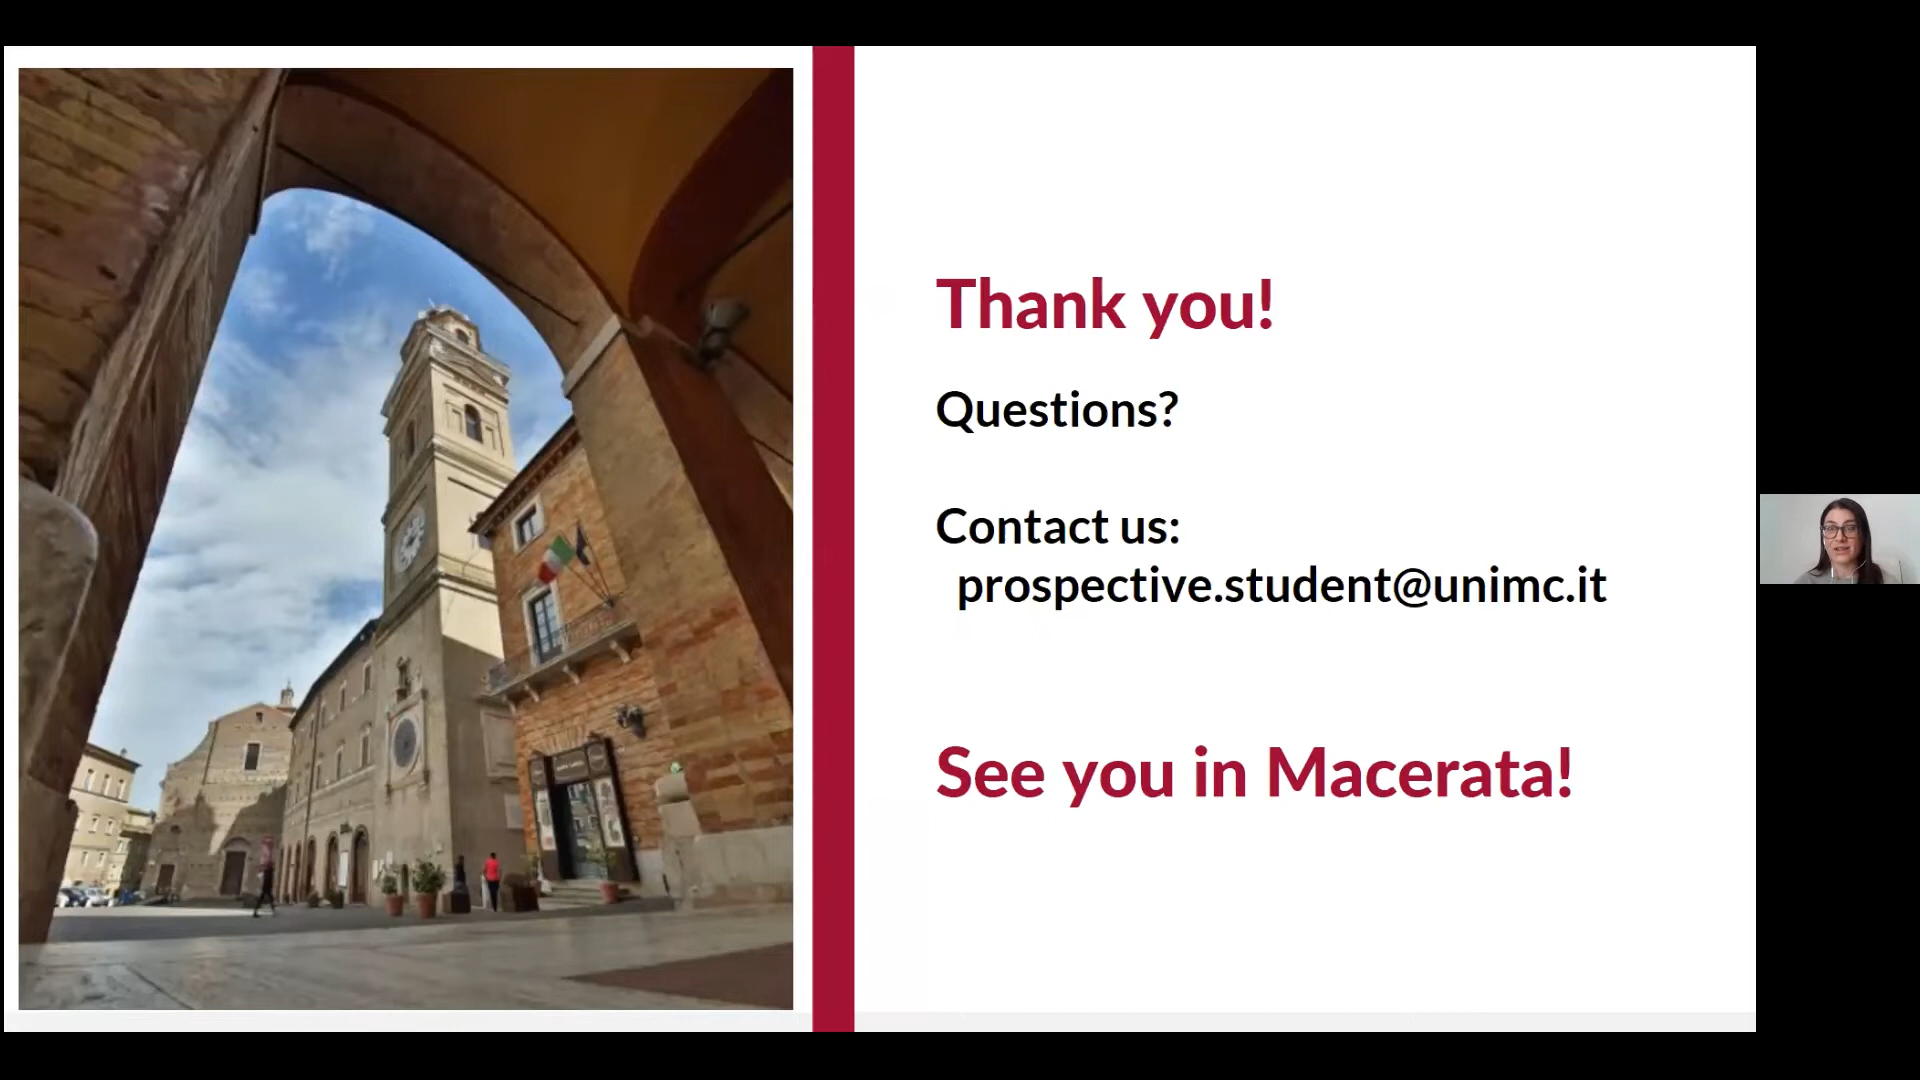 Thank you!
Questions?
Contact us:
prospective.student@unimc.it
See you in Macerata!